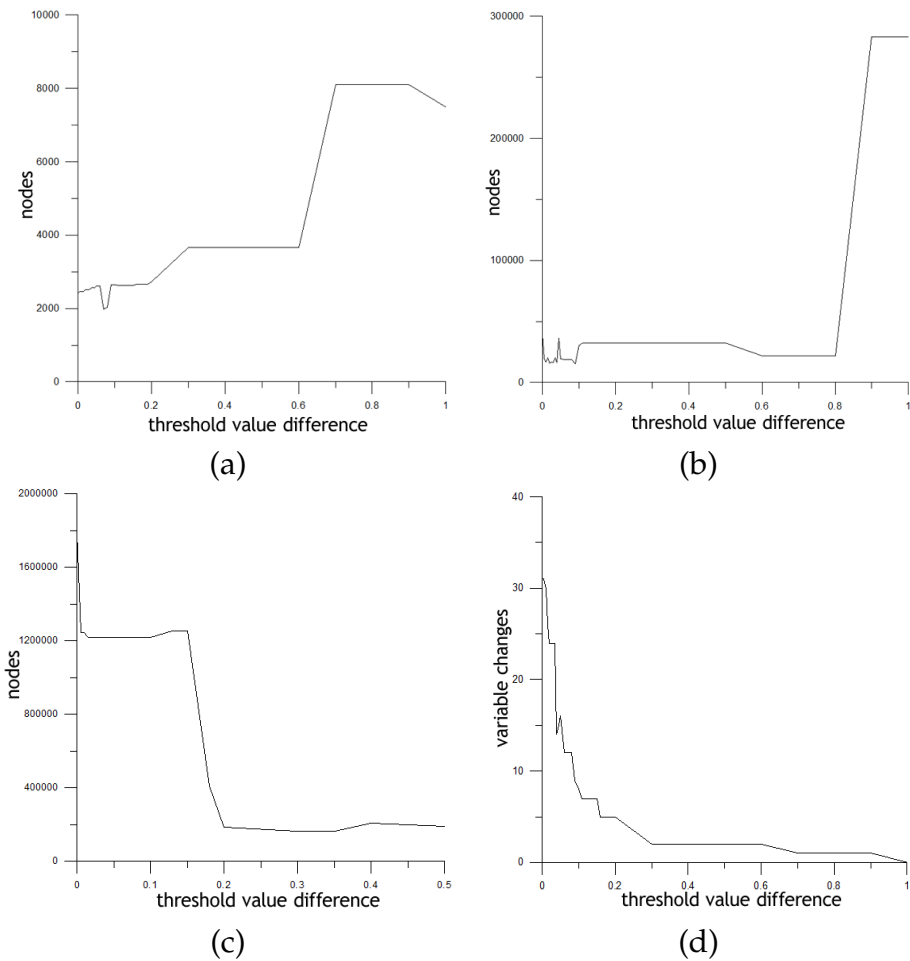 10000
8000
6000
4000
2000
0
nodes
0 0.2 0.4 0.6 0.8 1
threshold value difference
(a)
300000
200000
100000
0
nodes
0 0.2 0.4 0.6 0.8 1
threshold value difference
(b)
2000000
1600000
1200000
800000
400000
0
nodes
0 0.1 0.2 0.3 0.4 0.5
threshold value difference
(c)
40
30
20
10
0
variable changes
0 0.2 0.4 0.6 0.8 1
threshold value difference
(d)